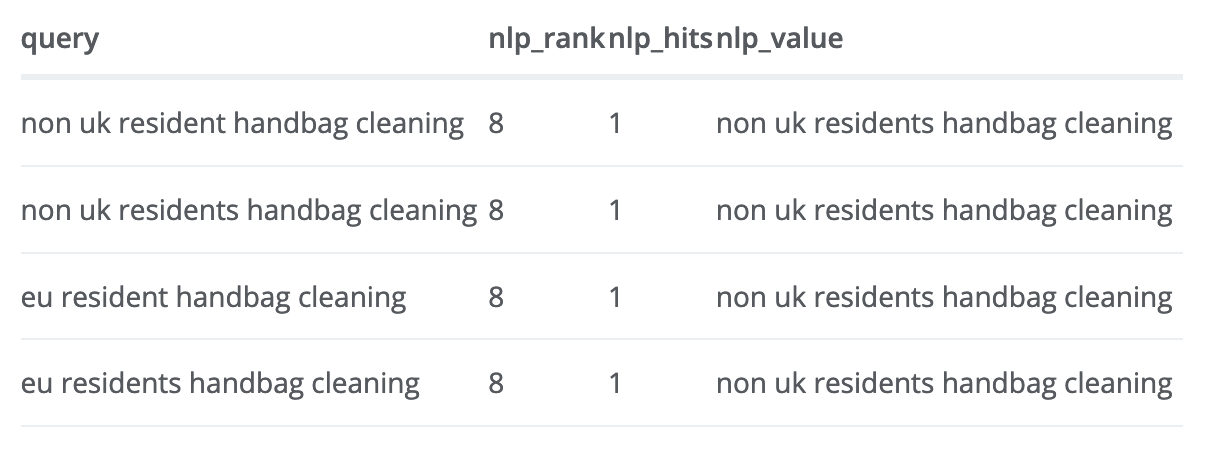 query nlp_rank nlp_hits nlp_value
non uk resident handbag cleaning 8 1 non uk residents handbag cleaning
non uk residents handbag cleaning 8 1 non uk residents handbag cleaning
eu resident handbag cleaning 8 1 non uk residents handbag cleaning
eu residents handbag cleaning 8 1 non uk residents handbag cleaning